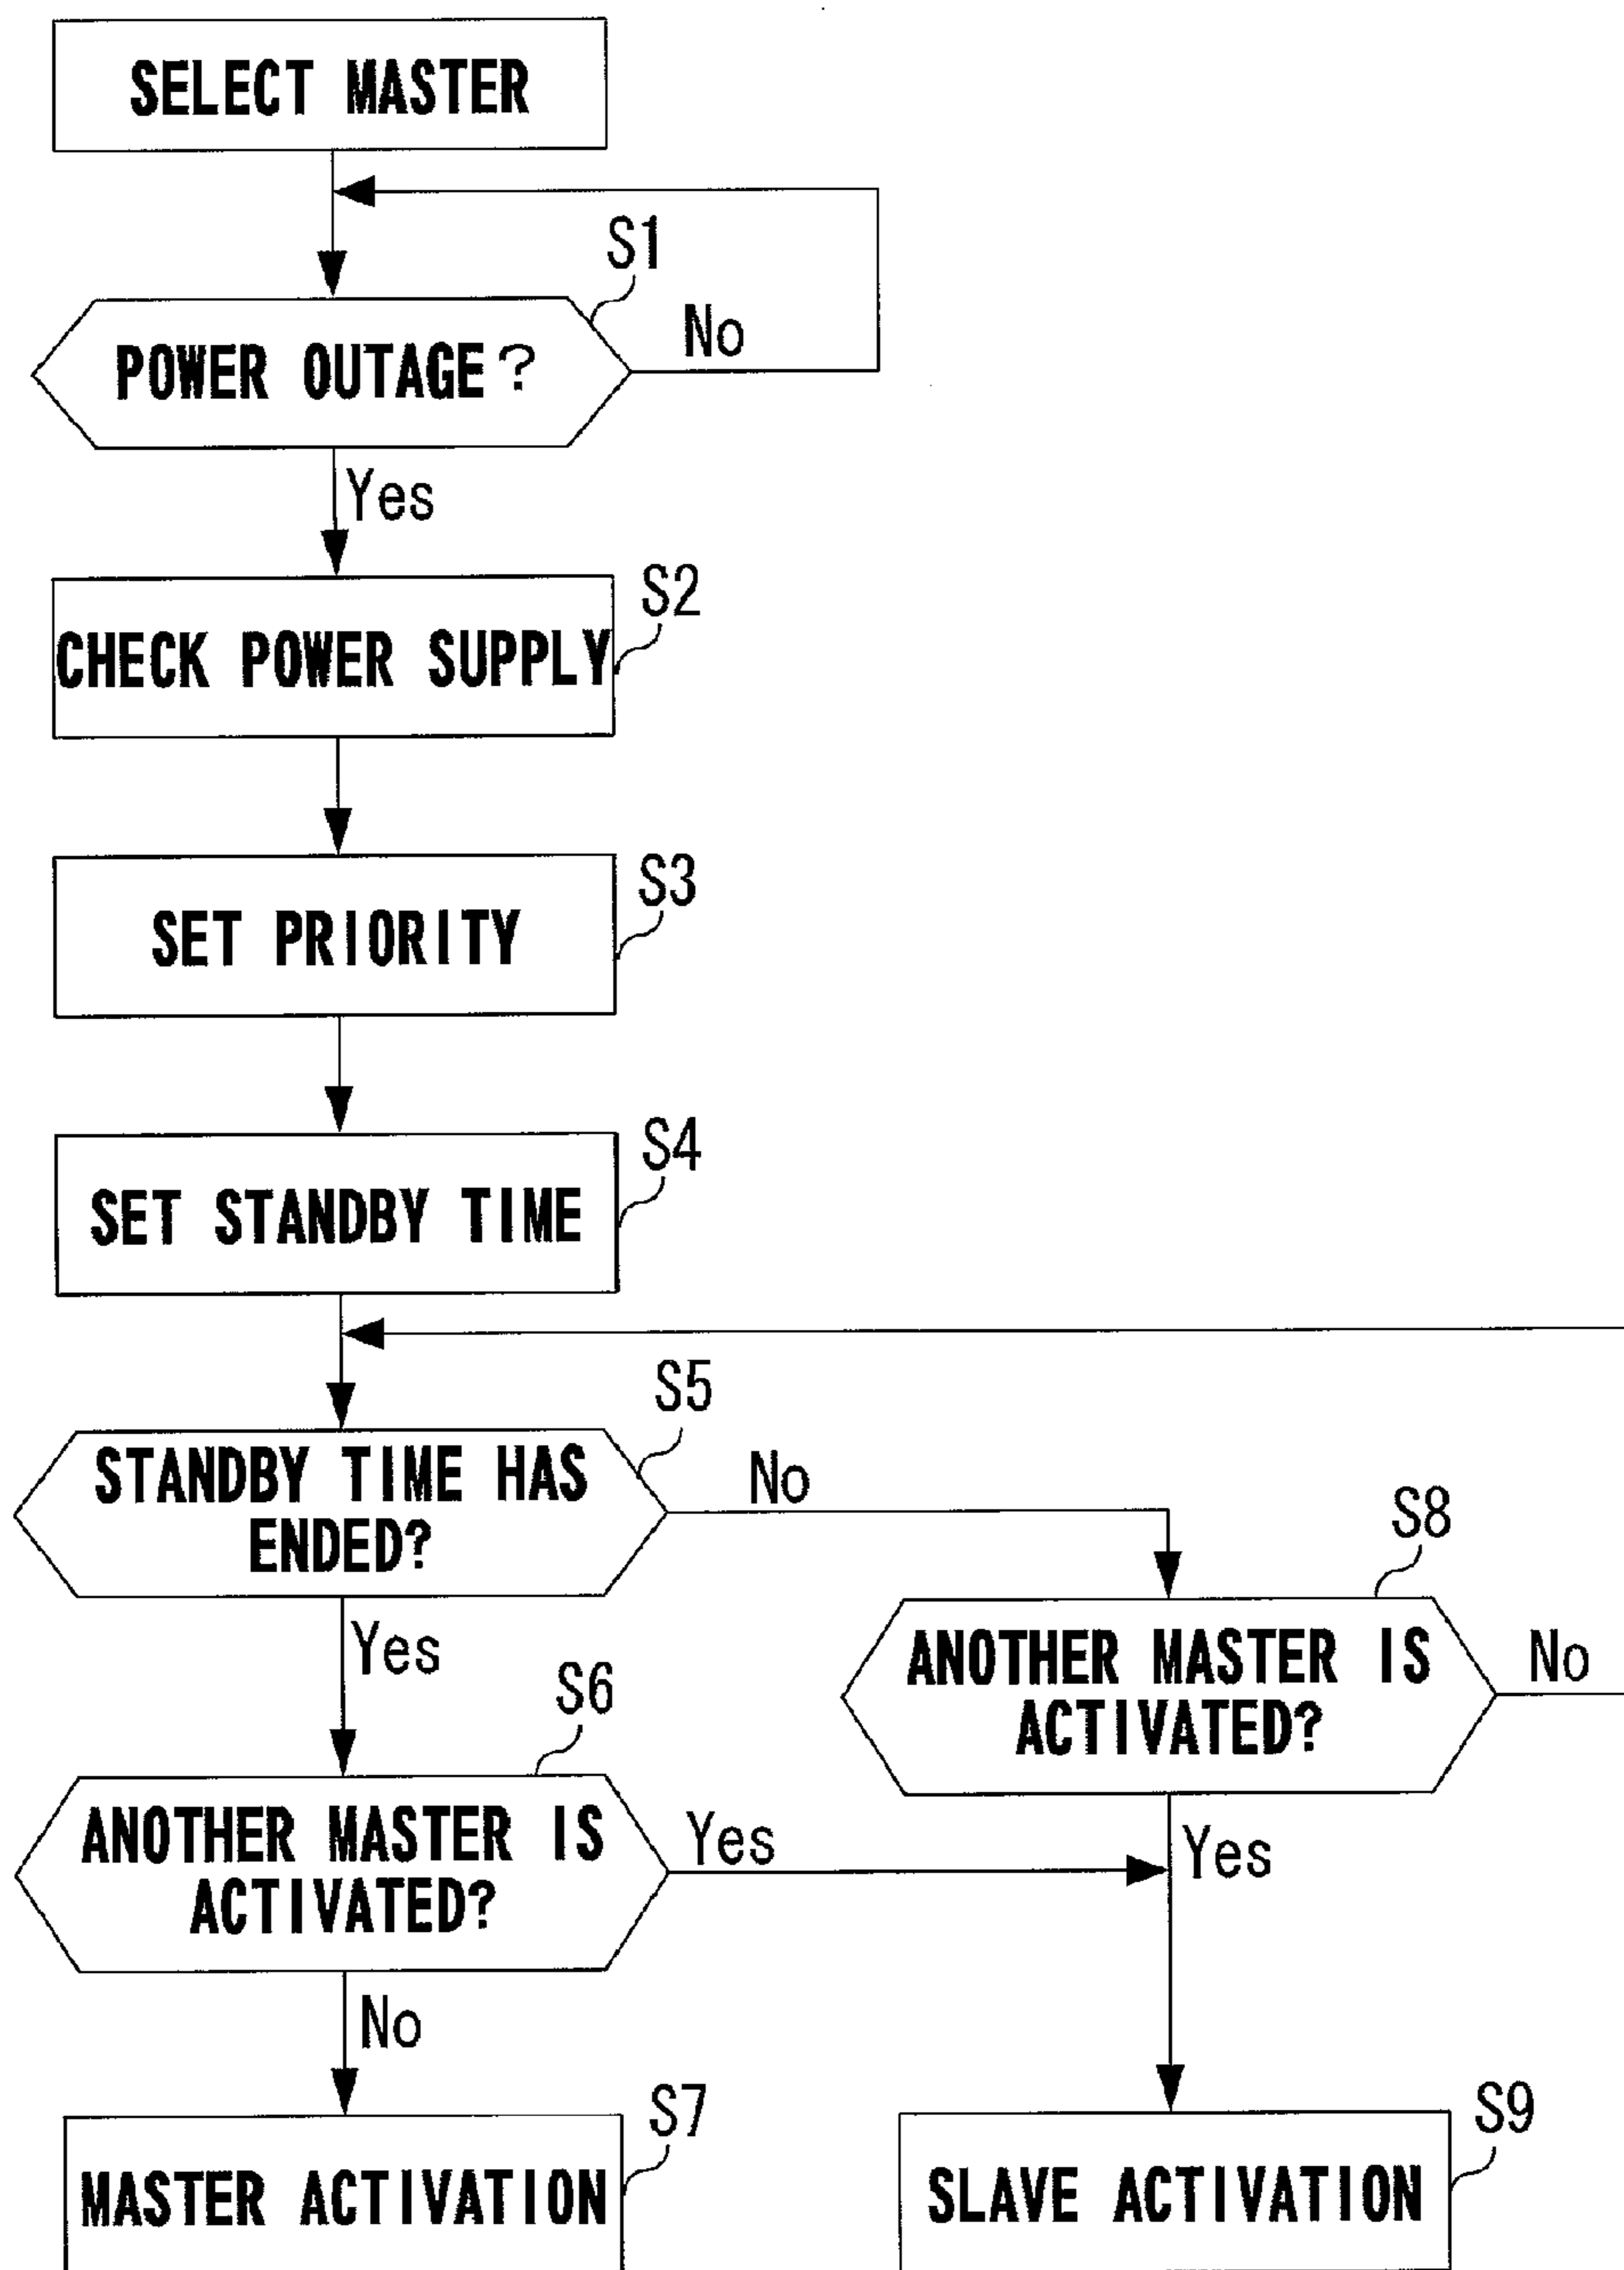 SELECT MASTER
S1
POWER OUTAGE?
No
Yes
S2
CHECK POWER SUPPLY
S3
SET PRIORITY
S4
SET STANDBY TIME
S5
STANDBY TIME HAS
ENDED?
No
Yes
S8
ANOTHER MASTER IS
ACTIVATED?
No
Yes
S6
ANOTHER MASTER IS
ACTIVATED?
Yes
No
S7
MASTER ACTIVATION
S9
SLAVE ACTIVATION